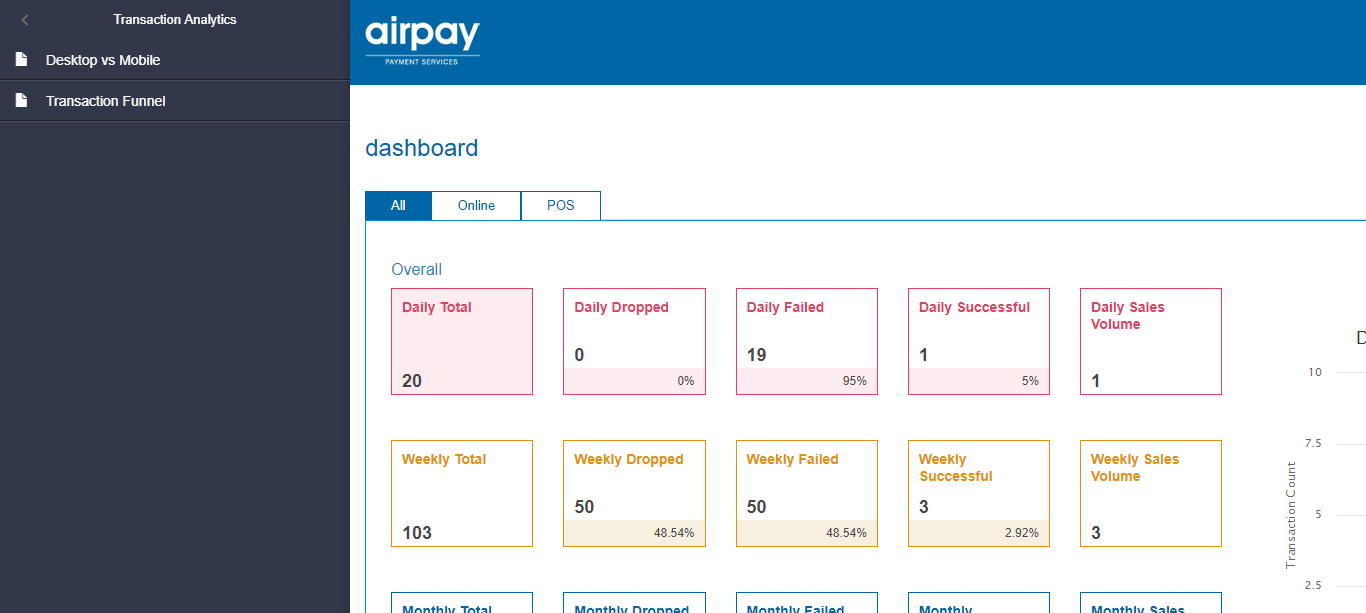 Transaction Analytics
Desktop vs Mobile
Transaction Funnel
airpay
PAYMENT SERVICES
dashboard
All
Online
POS
Overall
Daily Total
20
Daily Dropped
0
0%
Daily Failed
19
95%
Daily Successful
1
5%
Daily Sales
Volume
1
Weekly Total
103
Weekly Dropped
50
48.54%
Weekly Failed
50
48.54%
Weekly
Successful
3
2.92%
Weekly Sales
Volume
3
Monthly Total
Monthly Dropped
Monthly Failed
Monthly
Monthly Sales
D
10
7.5
5
2.5
Transaction Count